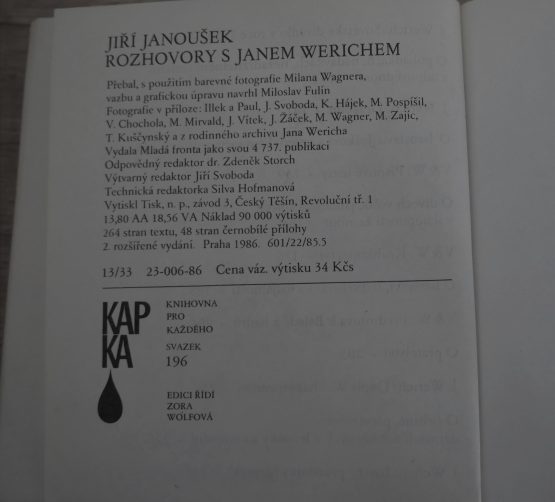 JIŘÍ JANOUŠEK
ROZHOVORY S JANEM WERICHEM
Přebal, s použitím barevné fotografie Milana Wagnera,
vazbu a grafickou úpravu navrhl Miloslav Fulín
Fotografie v příloze: Illek a Paul, J. Svoboda, K. Hájek, M. Pospíšil,
V. Chochola, M. Mirvald, J. Vítek, J. Žáček, M. Wagner, M. Zajíc,
T. Kuščynský a z rodinného archivu Jana Wericha
Vydala Mladá fronta jako svou 4 737. publikaci
Odpovědný redaktor dr. Zdeněk Storch
Výtvarný redaktor Jiří Svoboda
Technická redaktorka Silva Hofmanová
Vytiskl Tisk, n. p., závod 3, Český Těšín, Revoluční tř. 1
13,80 AA 18,56 VA Náklad 90 000 výtisků
264 stran textu, 48 stran černobílé přílohy
2. rozšířené vydání. Praha 1986. 601/22/85.5
13/33 23-006-86 Cena váz. výtisku 34 Kčs
KAP
KA
KNIHOVNA
PRO
KAŽDÉHO
SVAZEK
196
EDICI ŘÍDÍ
ZORA
WOLFOVÁ